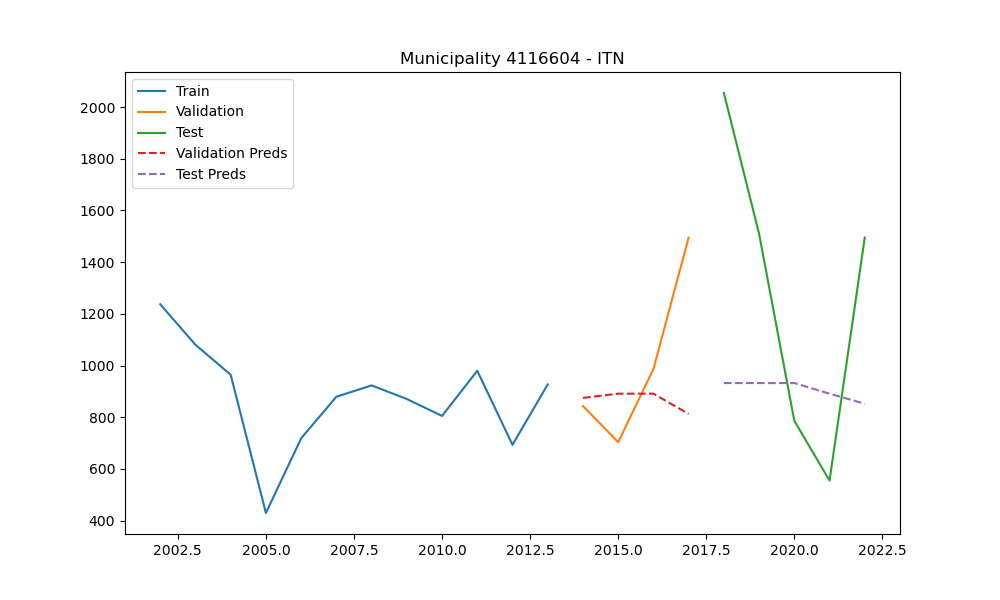 Municipality 4116604 - ITN
Train
Validation
Test
Validation Preds
Test Preds
2000
1800
1600
1400
1200
1000
800
600
400
2002.5 2005.0 2007.5 2010.0 2012.5 2015.0 2017.5 2020.0 2022.5